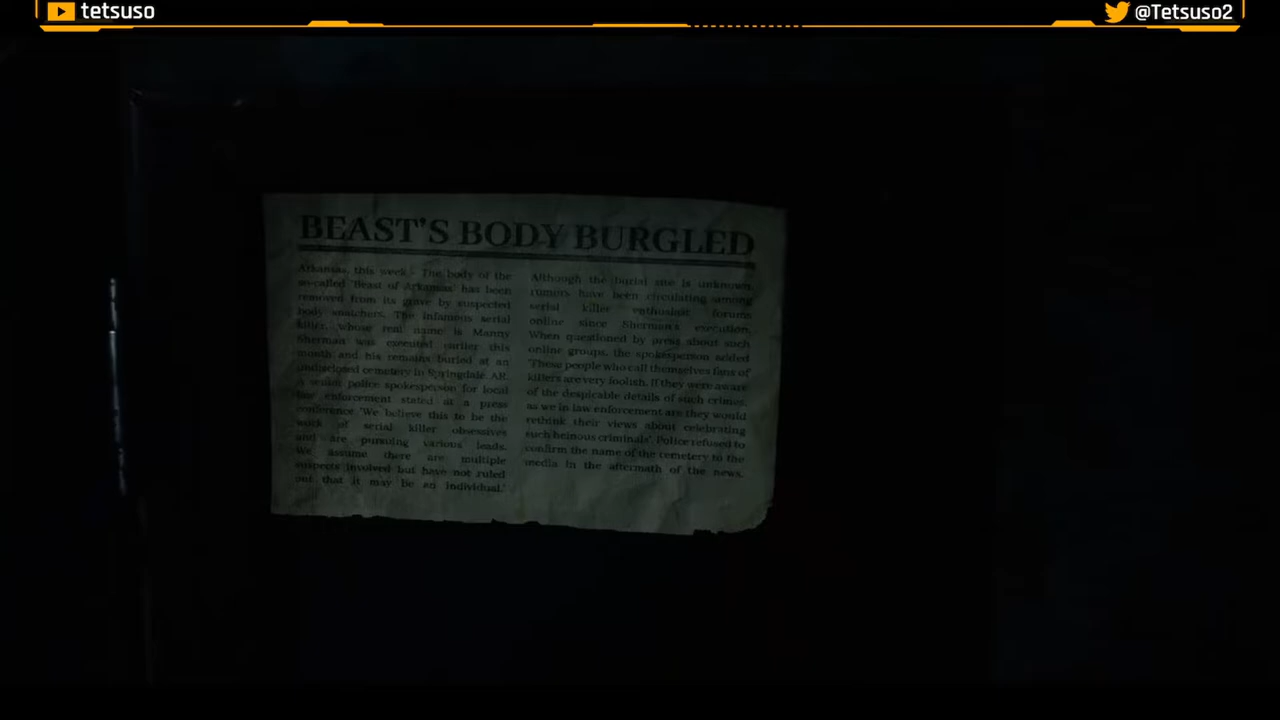 tetsuso
@Tetsuso2
BEAST'S BODY BURGLED
Arkansas, this week - The body of the
so-called 'Beast of Arkansas' has been
removed from its grave by suspected
body snatchers. The infamous serial
killer, whose real name is Manny
Sherman was executed earlier this
month and his remains buried at an
undisclosed cemetery in Springdale, AR.
A senior police spokesperson for local
law enforcement stated at a press
conference 'We believe this to be the
work of serial killer obsessives
and are pursuing various leads.
We assume there are multiple
suspects involved but have not ruled
out that it may be an individual.'
Although the burial site is unknown,
rumors have been circulating among
serial killer enthusiast forums
online since Sherman's execution.
When questioned by press about such
online groups, the spokesperson added
'These people who call themselves fans of
killers are very foolish. If they were aware
of the despicable details of such crimes,
as we in law enforcement are they would
rethink their views about celebrating
such heinous criminals'. Police refused to
confirm the name of the cemetery to the
media in the aftermath of the news.